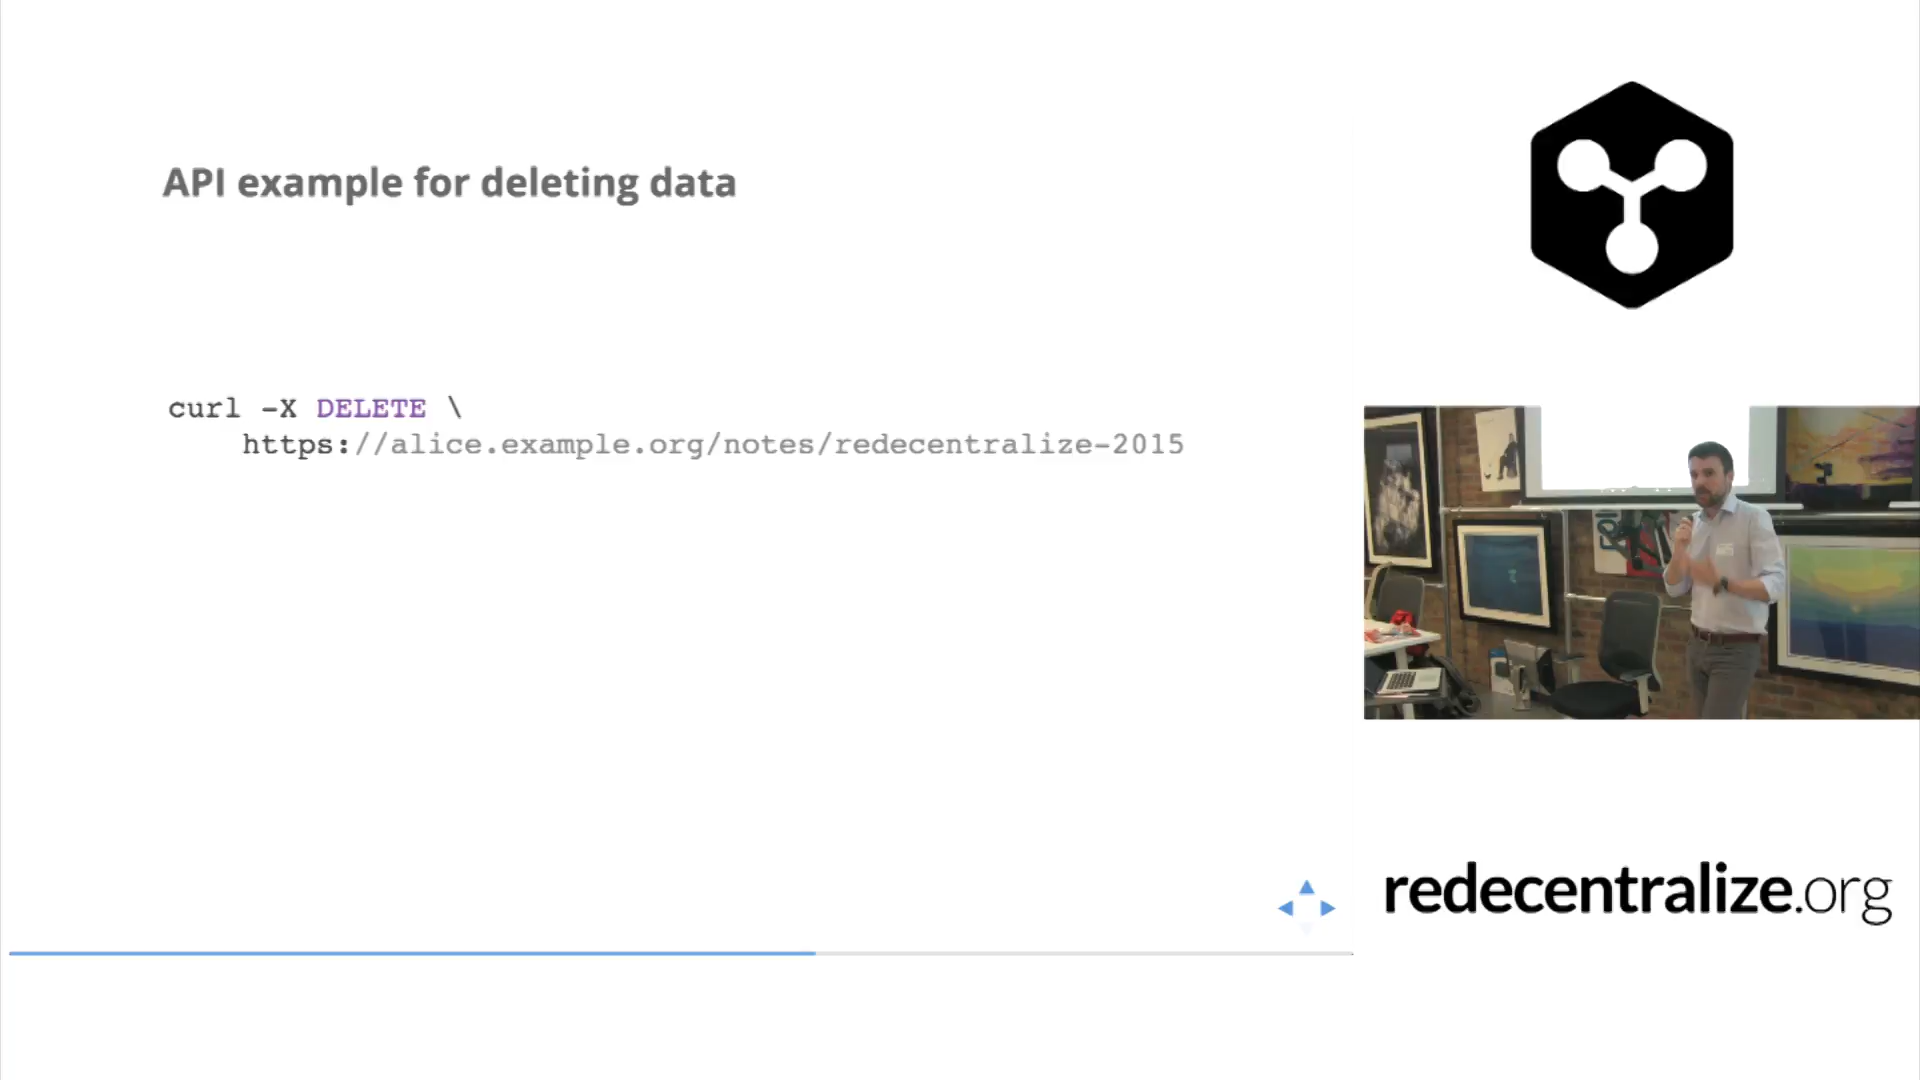 API example for deleting data
curl -X DELETE \
https://alice.example.org/notes/redecentralize-2015
redecentralize.org